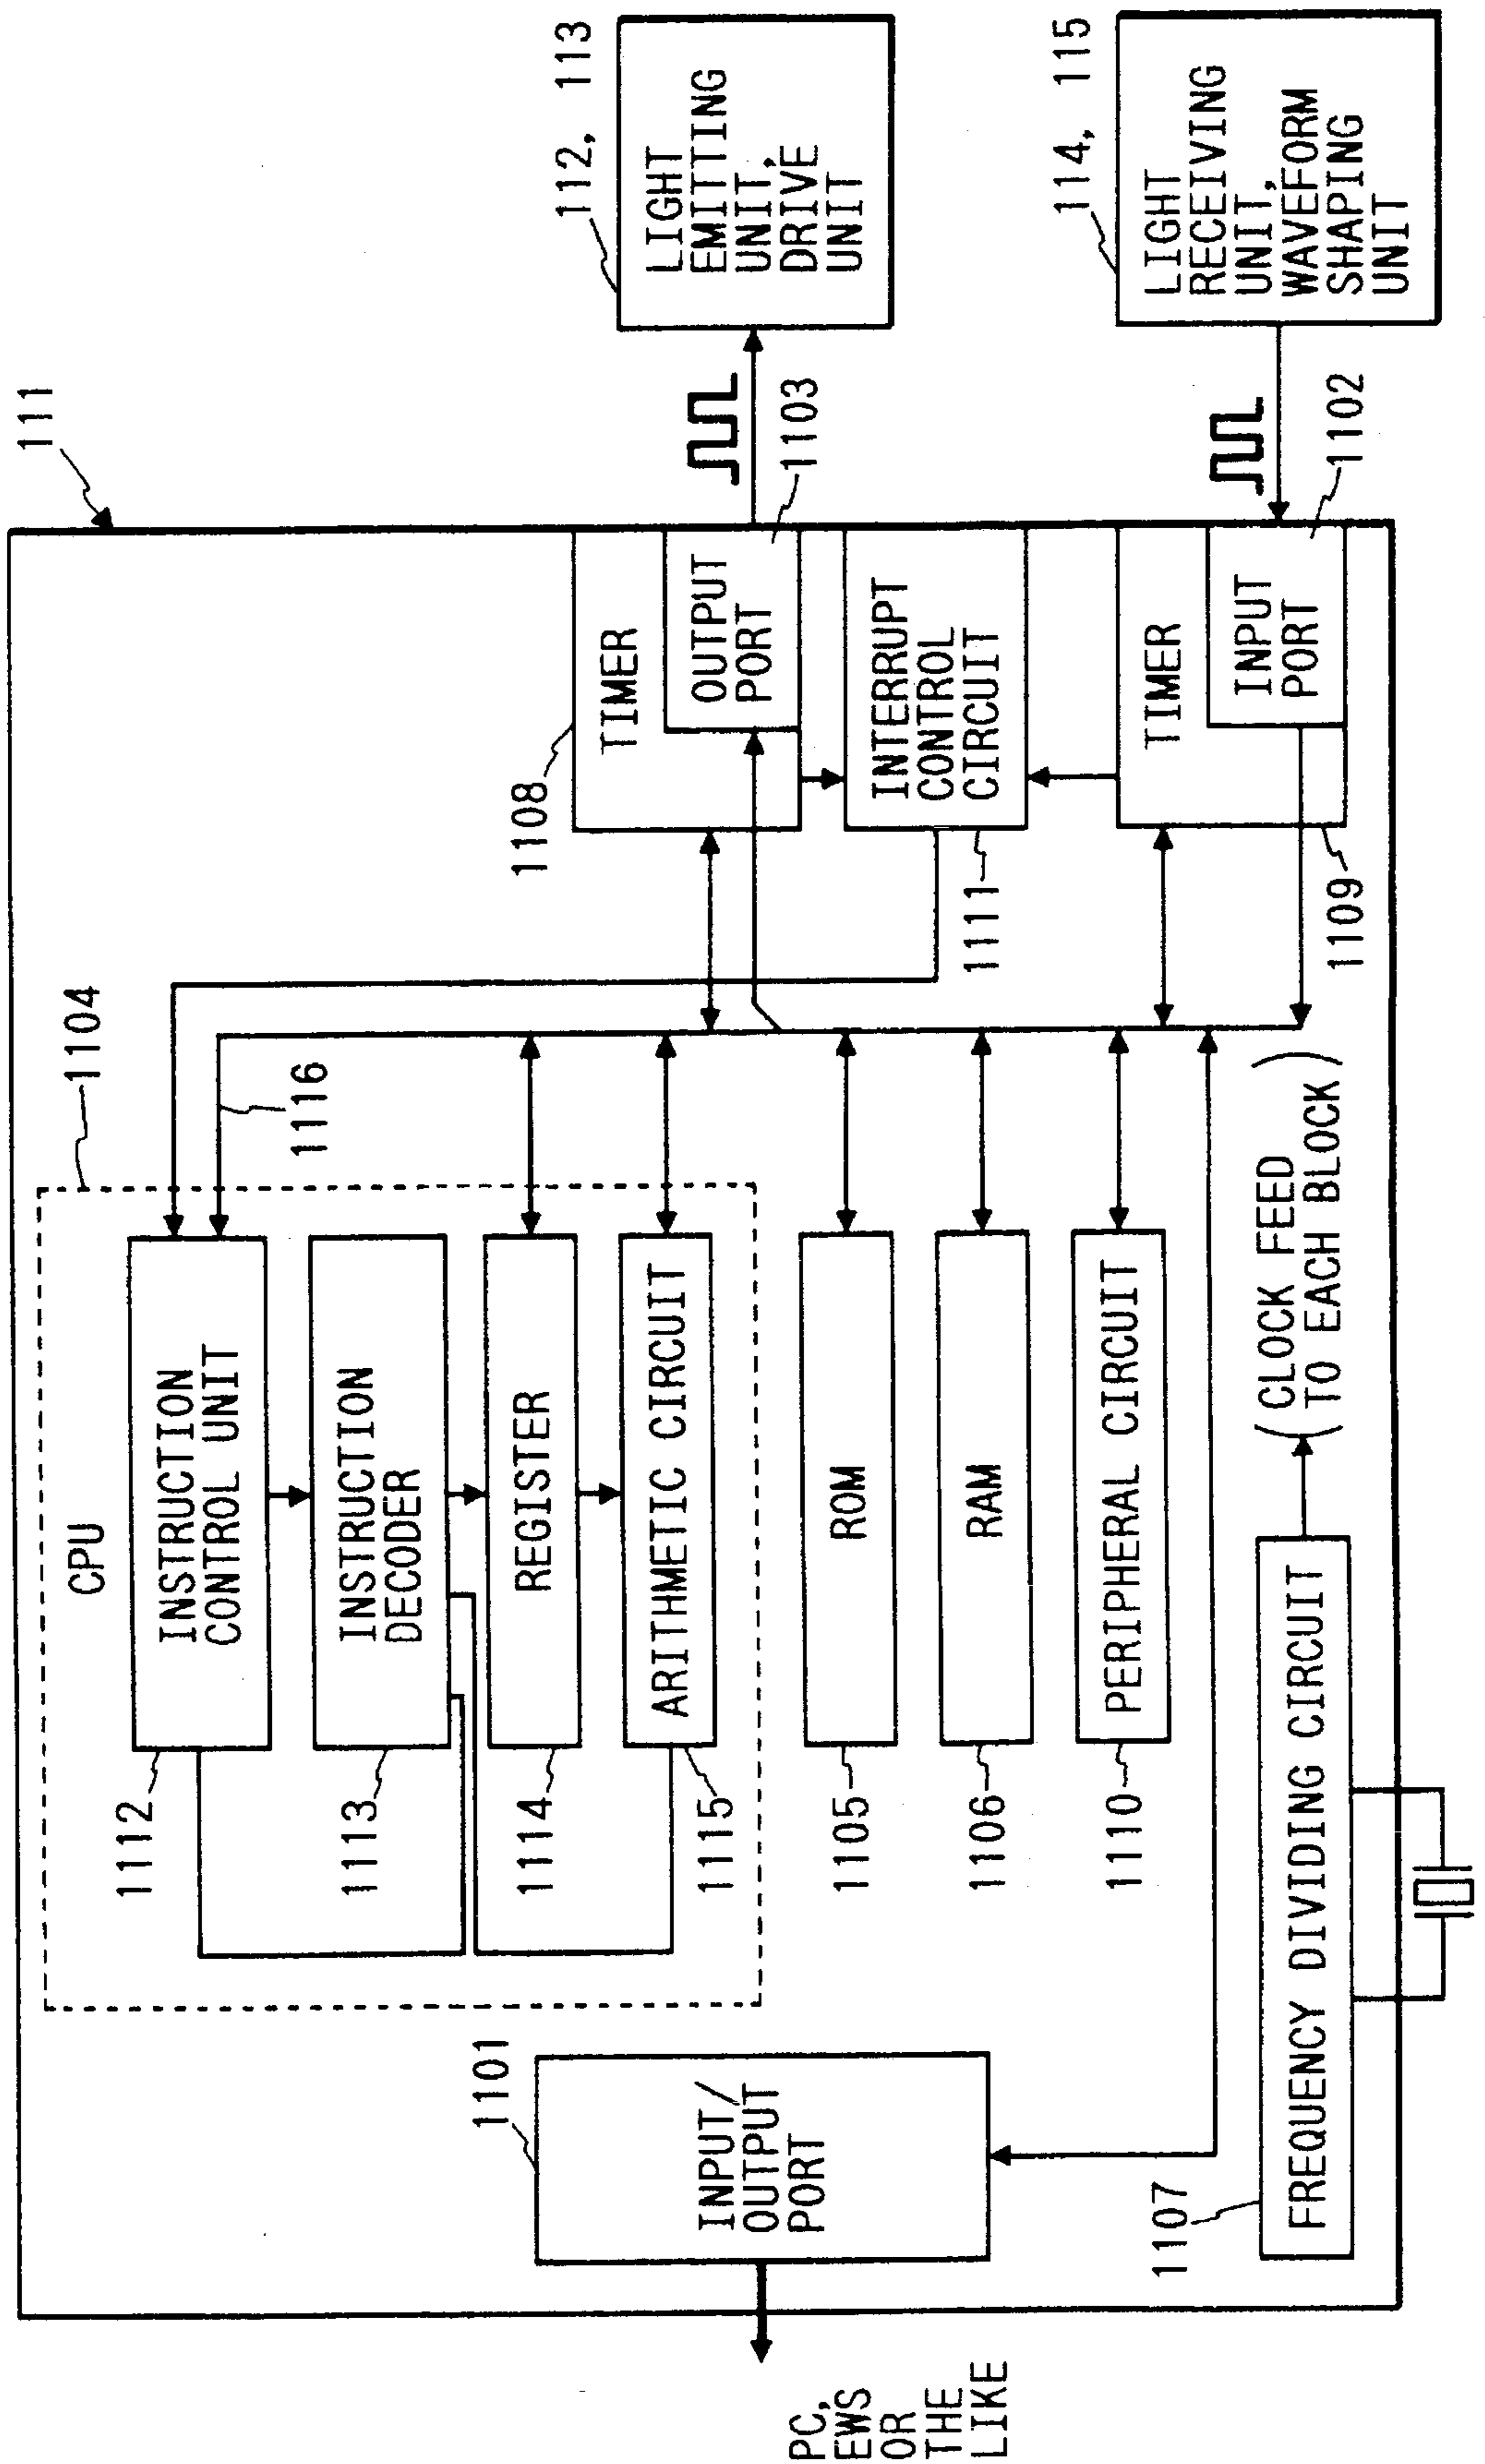 111
1104
CPU
1112
INSTRUCTION
CONTROL UNIT
1113
INSTRUCTION
DECODER
1114
REGISTER
1115
ARITHMETIC CIRCUIT
1116
1105
ROM
1106
RAM
1110
PERIPHERAL CIRCUIT
1101
INPUT/
OUTPUT
PORT
PC,
EWS
OR
THE
LIKE
1107
FREQUENCY DIVIDING CIRCUIT
(CLOCK FEED
TO EACH BLOCK)
1108
TIMER
OUTPUT
PORT
1103
INTERRUPT
CONTROL
CIRCUIT
1111
TIMER
1109
INPUT
PORT
1102
112, 113
LIGHT
EMITTING
UNIT,
DRIVE
UNIT
114, 115
LIGHT
RECEIVING
UNIT,
WAVEFORM
SHAPING
UNIT